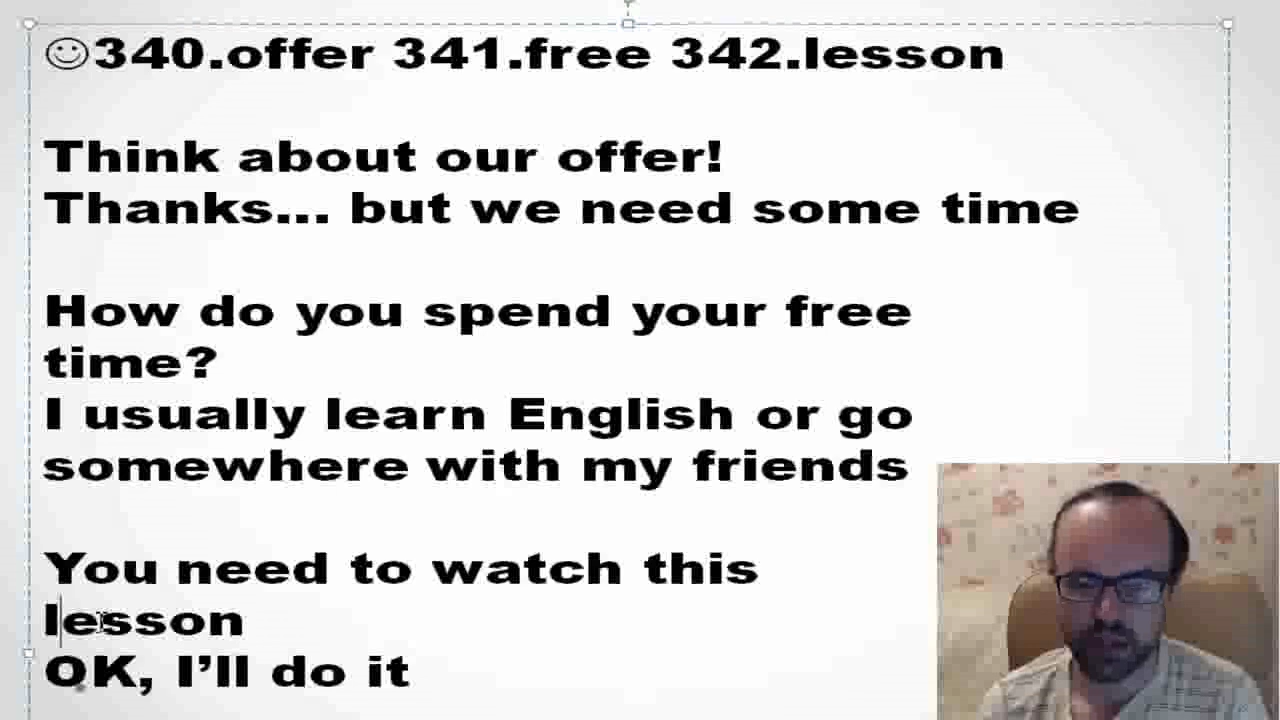 ☺340.offer 341.free 342.lesson
Think about our offer!
Thanks... but we need some time
How do you spend your free
time?
I usually learn English or go
somewhere with my friends
You need to watch this
lesson
OK, I'll do it